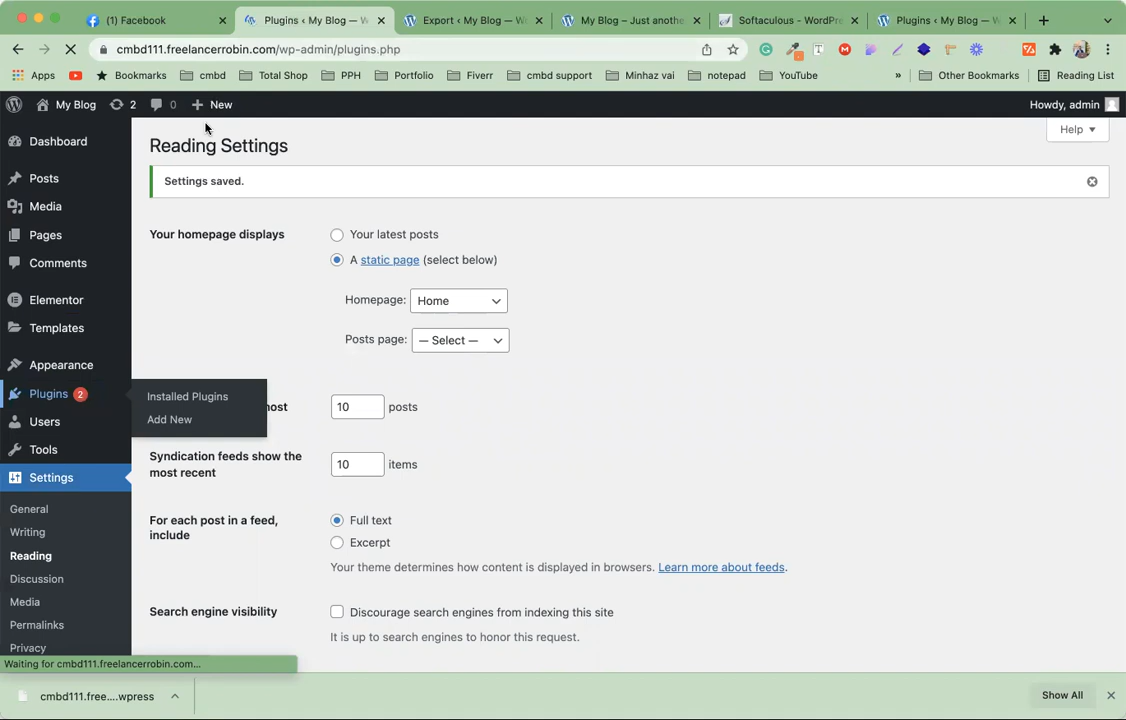 (1) Facebook
Plugins ‹ My Blog — W
Export ‹ My Blog — Wo
My Blog – Just anothe
Softaculous - WordPre
Plugins ‹ My Blog — W
cmbd111.freelancerrobin.com/wp-admin/plugins.php
Apps
Bookmarks
cmbd
Total Shop
PPH
Portfolio
Fiverr
cmbd support
Minhaz vai
notepad
YouTube
»
Other Bookmarks
Reading List
My Blog
2
0
New
Howdy, admin
Help
Dashboard
Posts
Media
Pages
Comments
Elementor
Templates
Appearance
Plugins 2
Users
Tools
Settings
General
Writing
Reading
Discussion
Media
Permalinks
Privacy
Installed Plugins
Add New
Reading Settings
Settings saved.
Your homepage displays
Your latest posts
A static page (select below)
Homepage: Home
Posts page: — Select —
most
10 posts
Syndication feeds show the
most recent
10 items
For each post in a feed,
include
Full text
Excerpt
Your theme determines how content is displayed in browsers. Learn more about feeds.
Search engine visibility
Discourage search engines from indexing this site
It is up to search engines to honor this request.
Waiting for cmbd111.freelancerrobin.com...
cmbd111.free....wpress
Show All